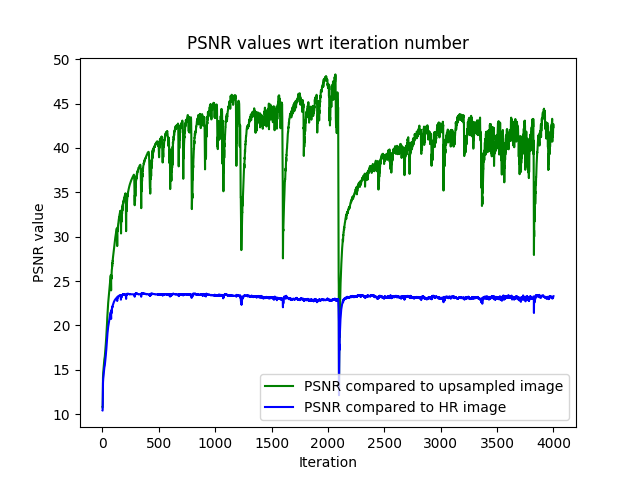 PSNR values wrt iteration number
PSNR value
50
45
40
35
30
25
20
15
10
PSNR compared to upsampled image
PSNR compared to HR image
0 500 1000 1500 2000 2500 3000 3500 4000
Iteration